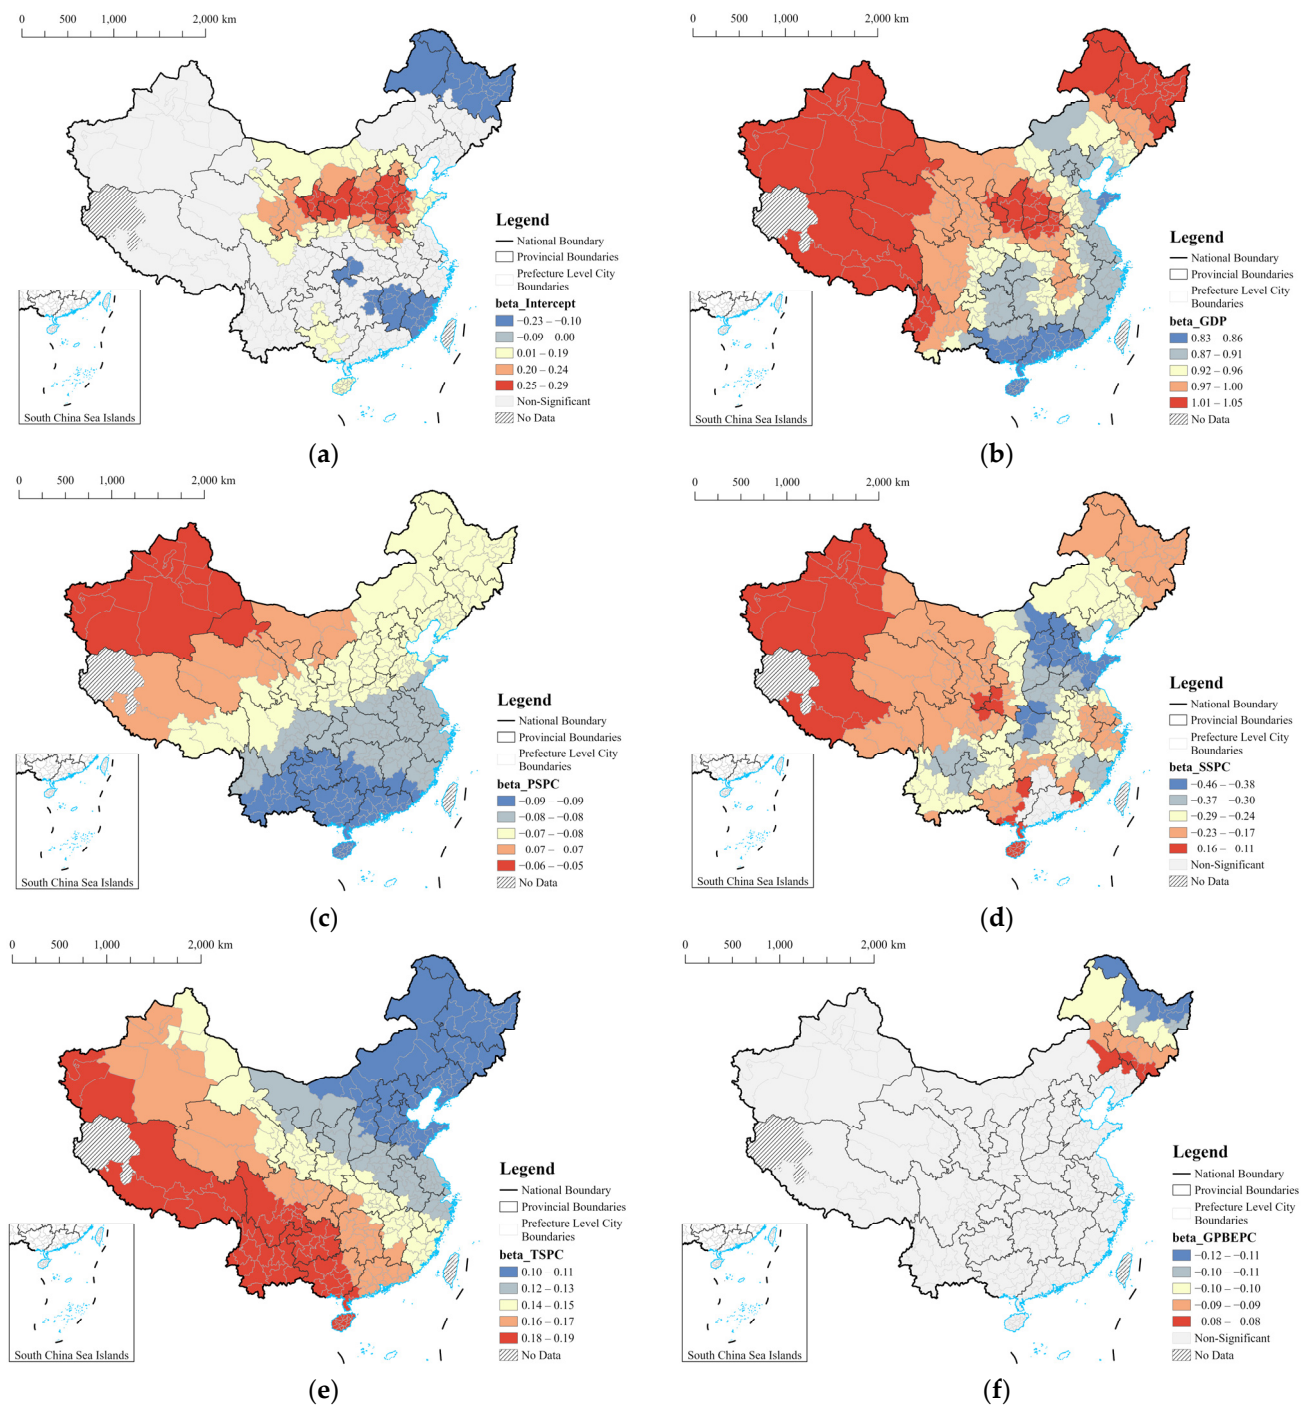 0 500 1,000 2,000 km
Legend
National Boundary
Provincial Boundaries
Prefecture Level City
Boundaries
beta_Intercept
−0.23 – −0.10
−0.09 0.00
0.01 – 0.19
0.20 – 0.24
0.25 – 0.29
Non-Significant
No Data
South China Sea Islands
(a)
0 500 1,000 2,000 km
Legend
National Boundary
Provincial Boundaries
Prefecture Level City
Boundaries
beta_GDP
0.83 0.86
0.87 – 0.91
0.92 – 0.96
0.97 – 1.00
1.01 – 1.05
No Data
South China Sea Islands
(b)
0 500 1,000 2,000 km
Legend
National Boundary
Provincial Boundaries
Prefecture Level City
Boundaries
beta_PSPC
−0.09 −0.09
−0.08 – −0.08
−0.07 – −0.08
0.07 – 0.07
−0.06 – −0.05
No Data
South China Sea Islands
(c)
0 500 1,000 2,000 km
Legend
National Boundary
Provincial Boundaries
Prefecture Level City
Boundaries
beta_SSPC
−0.46 – −0.38
−0.37 −0.30
−0.29 – −0.24
−0.23 – −0.17
0.16 – 0.11
Non-Significant
No Data
South China Sea Islands
(d)
0 500 1,000 2,000 km
Legend
National Boundary
Provincial Boundaries
Prefecture Level City
Boundaries
beta_TSPC
0.10 0.11
0.12 – 0.13
0.14 – 0.15
0.16 – 0.17
0.18 – 0.19
No Data
South China Sea Islands
(e)
0 500 1,000 2,000 km
Legend
National Boundary
Provincial Boundaries
Prefecture Level City
Boundaries
beta_GPBEPC
−0.12 – −0.11
−0.10 – −0.11
−0.10 – −0.10
−0.09 – −0.09
0.08 – 0.08
Non-Significant
No Data
South China Sea Islands
(f)